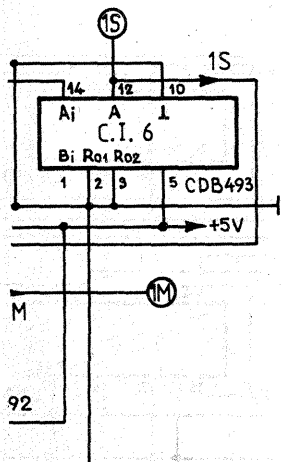 1S
1S
14 12 10
Ai A ⊥
C.I. 6
Bi R01 R02
1 2 3 5 CDB493
+5V
1M
M
92